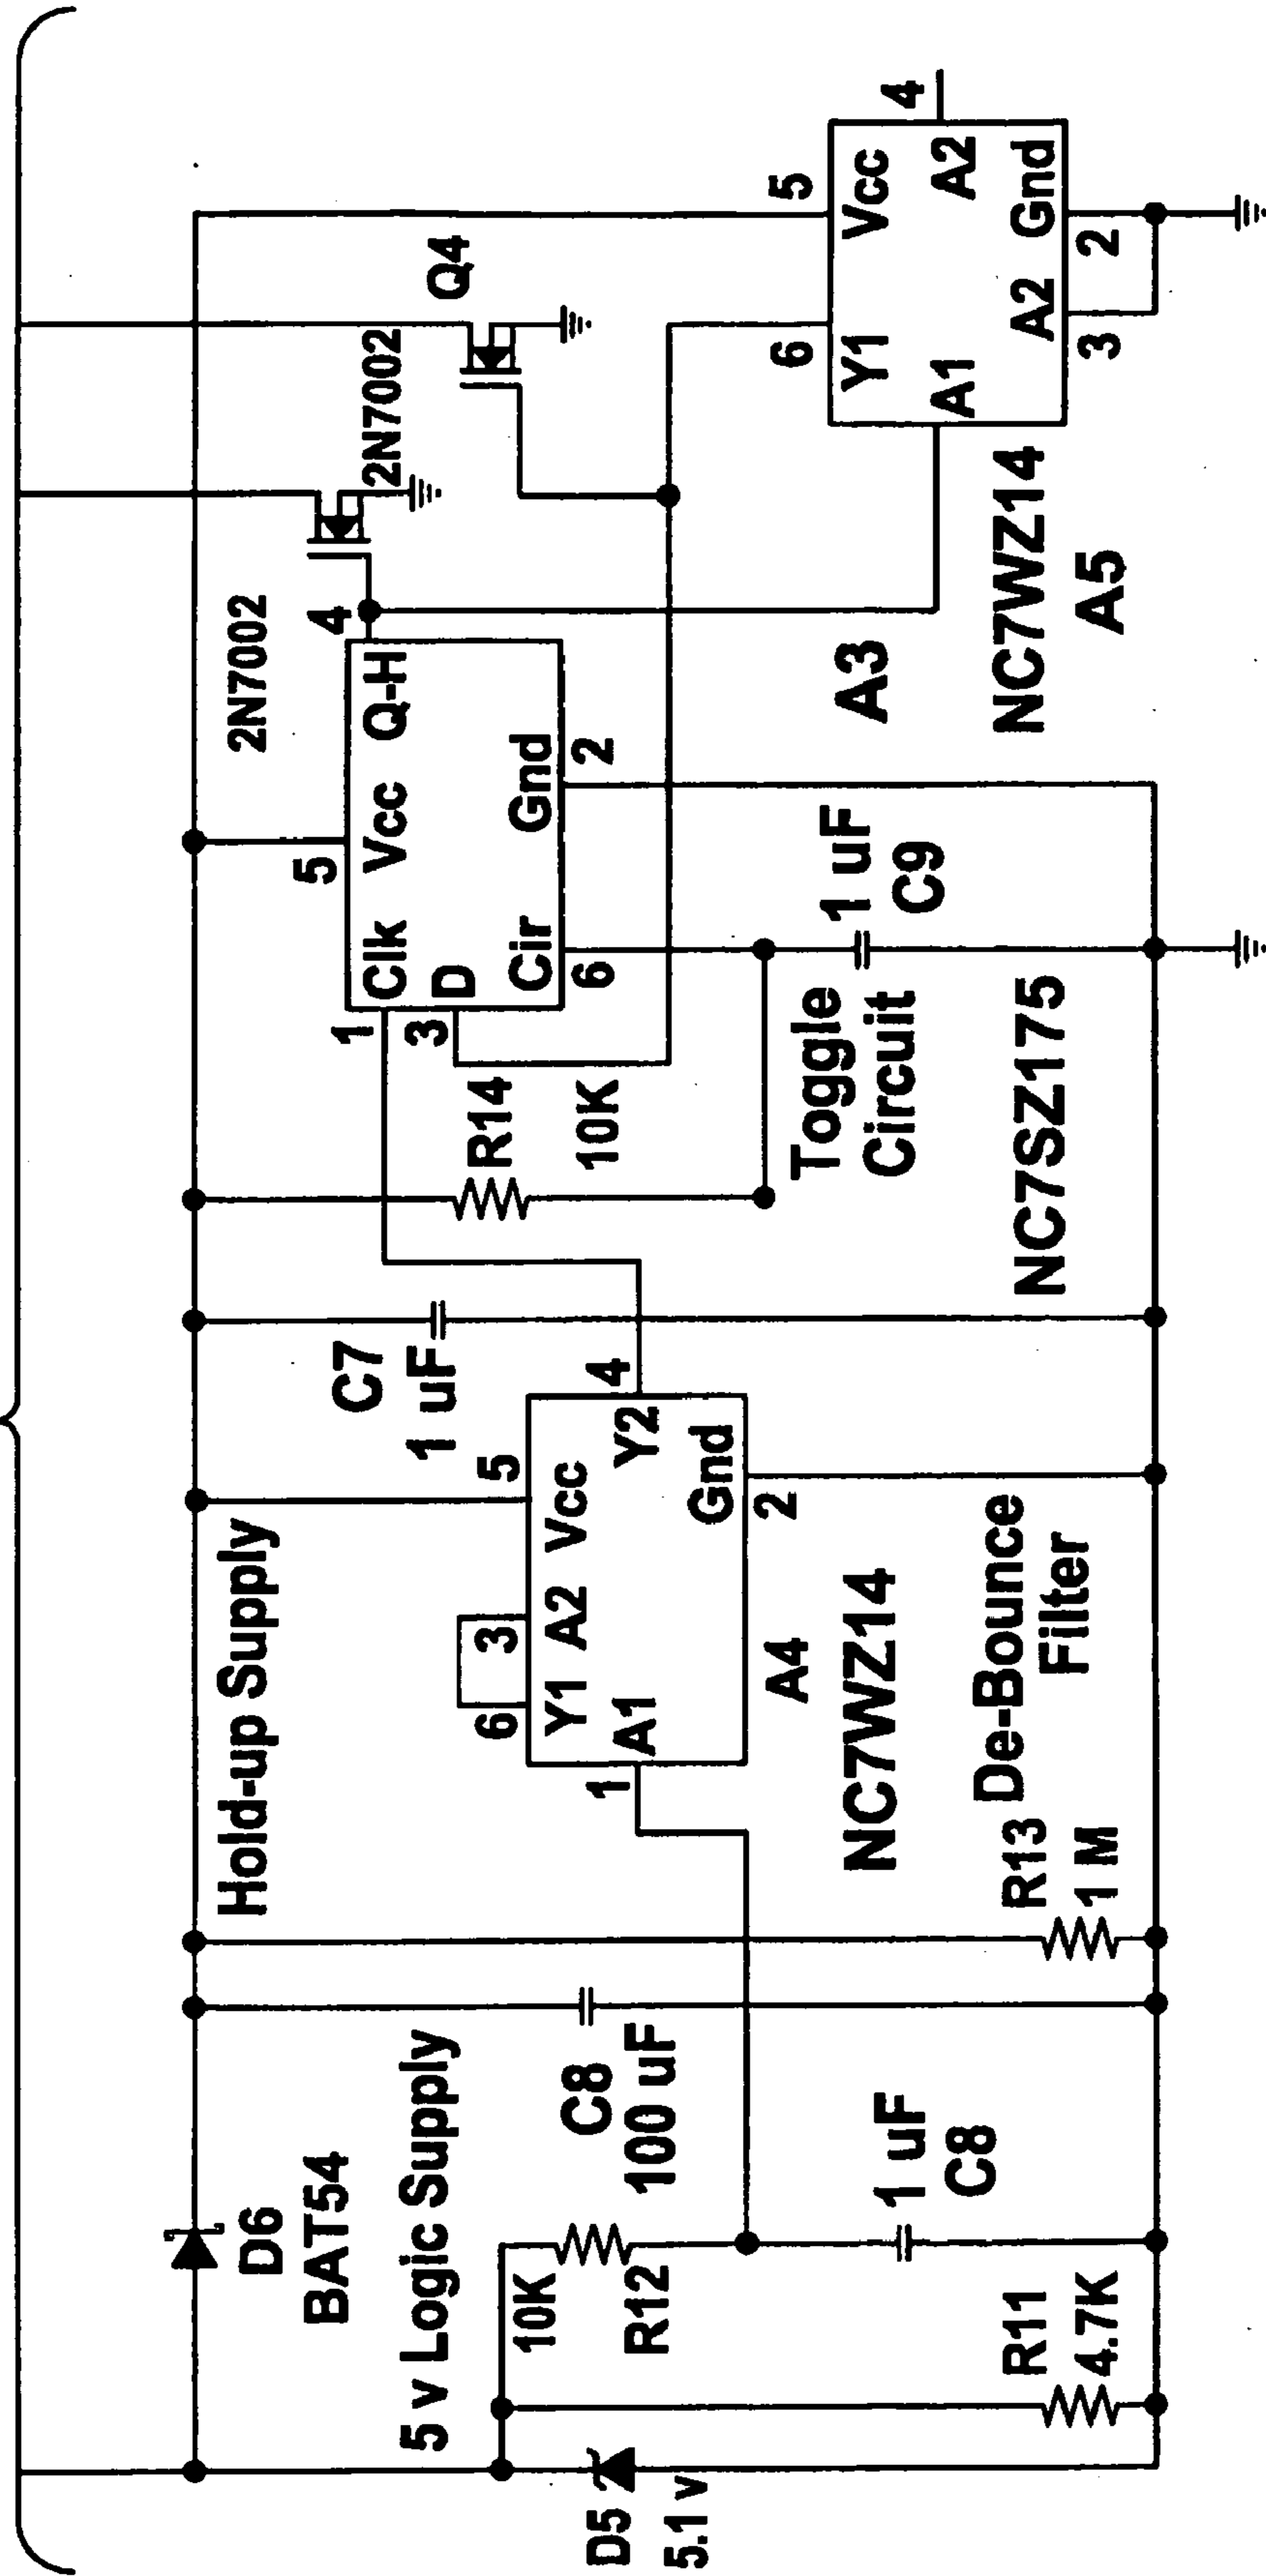 D6
BAT54
5 v Logic Supply
D5
5.1 v
10K
R12
R11
4.7K
C8
100 uF
1 uF
C8
Hold-up Supply
R13
1 M
De-Bounce
Filter
6
3
5
Y1 A2 Vcc
A1
1
Y2
4
Gnd
2
A4
NC7WZ14
C7
1 uF
R14
10K
1
3
5
Clk Vcc Q-H
D
Cir Gnd
6
2
4
Toggle
Circuit
1 uF
C9
NC7SZ175
2N7002
2N7002
Q4
A3
6
5
Y1 Vcc
A1 A2
4
A2 Gnd
3
2
NC7WZ14
A5